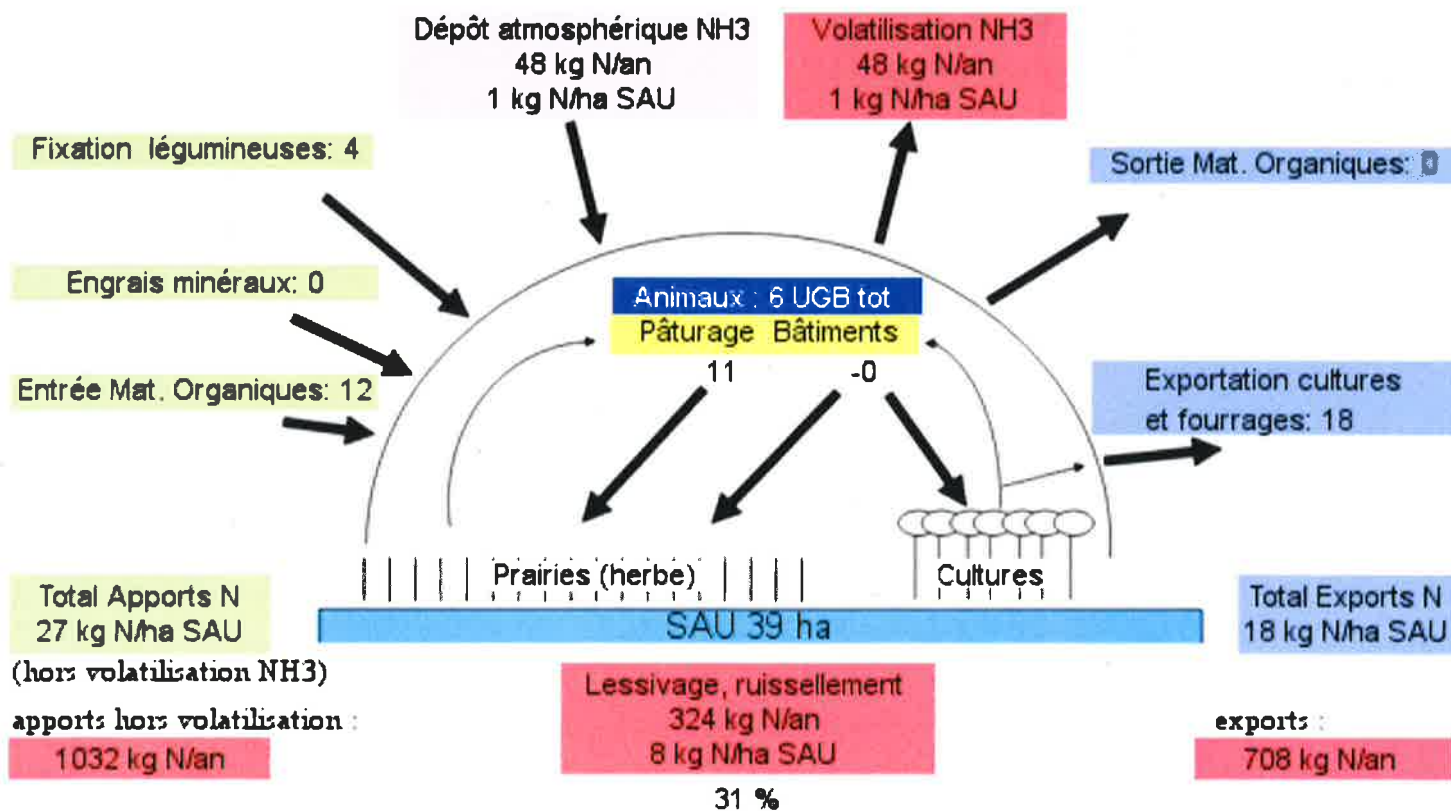 Dépôt atmosphérique NH3
48 kg N/an
1 kg N/ha SAU
Volatilisation NH3
48 kg N/an
1 kg N/ha SAU
Fixation légumineuses: 4
Sortie Mat. Organiques:
Engrais minéraux: 0
Animaux : 6 UGB tot
Pâturage Bâtiments
11 -0
Entrée Mat. Organiques: 12
Exportation cultures
et fourrages: 18
Prairies (herbe)
Cultures
SAU 39 ha
Total Apports N
27 kg N/ha SAU
(hors volatilisation NH3)
apports hors volatilisation :
1032 kg N/an
Lessivage, ruissellement
324 kg N/an
8 kg N/ha SAU
31 %
Total Exports N
18 kg N/ha SAU
exports :
708 kg N/an